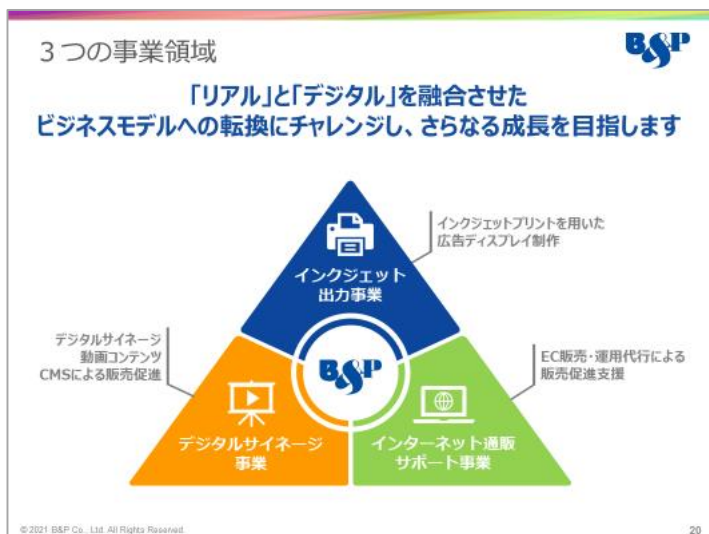 3つの事業領域
B&P
「リアル」と「デジタル」を融合させた
ビジネスモデルへの転換にチャレンジし、さらなる成長を目指します
インクジェットプリントを用いた
広告ディスプレイ制作
インクジェット
出力事業
デジタルサイネージ
動画コンテンツ
CMSによる販売促進
B&P
EC販売・運用代行による
販売促進支援
デジタルサイネージ
事業
インターネット通販
サポート事業
© 2021 B&P Co., Ltd. All Rights Reserved.
20